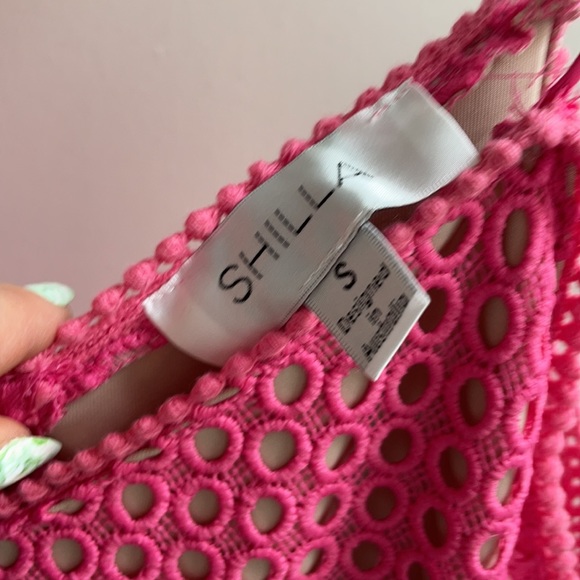 SHILLA
S
Designed
in
Australia